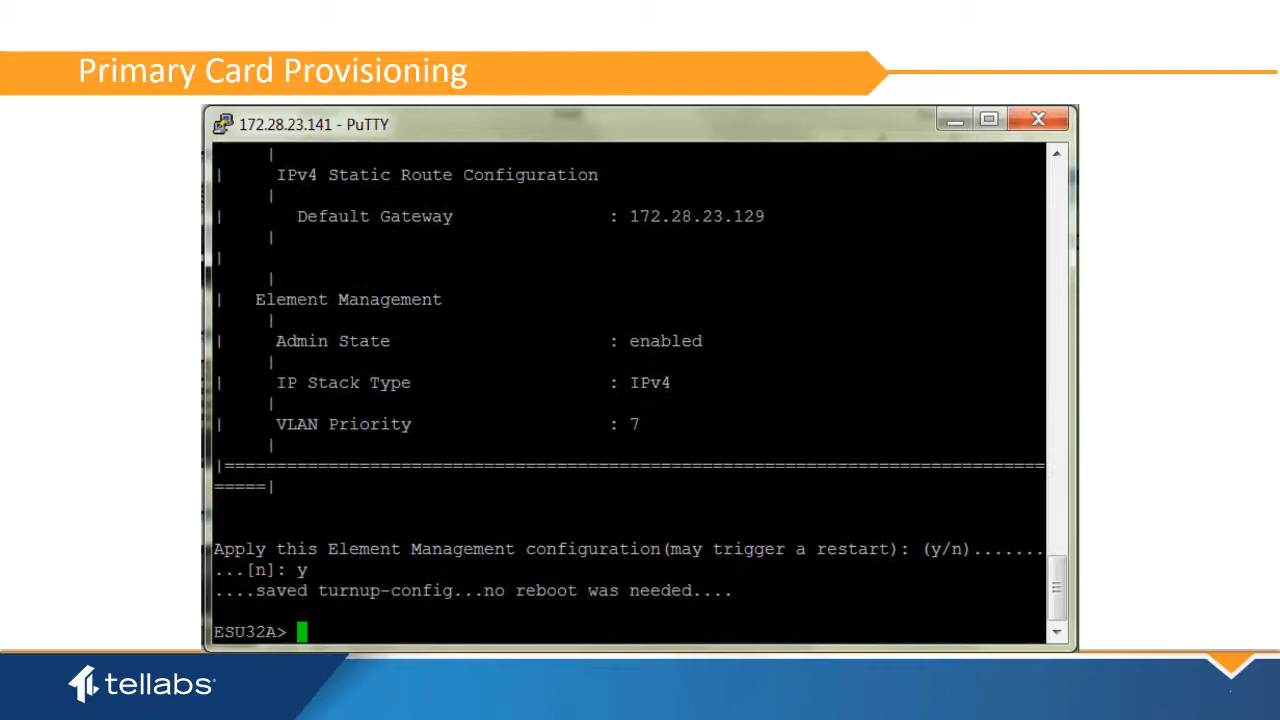 Primary Card Provisioning
172.28.23.141 - PuTTY
|
| IPv4 Static Route Configuration
|
| Default Gateway : 172.28.23.129
|
|
|
| Element Management
|
| Admin State : enabled
|
| IP Stack Type : IPv4
|
| VLAN Priority : 7
|
|===============================================================================
=====|
Apply this Element Management configuration(may trigger a restart): (y/n).......
...[n]: y
....saved turnup-config...no reboot was needed....
ESU32A>
tellabs